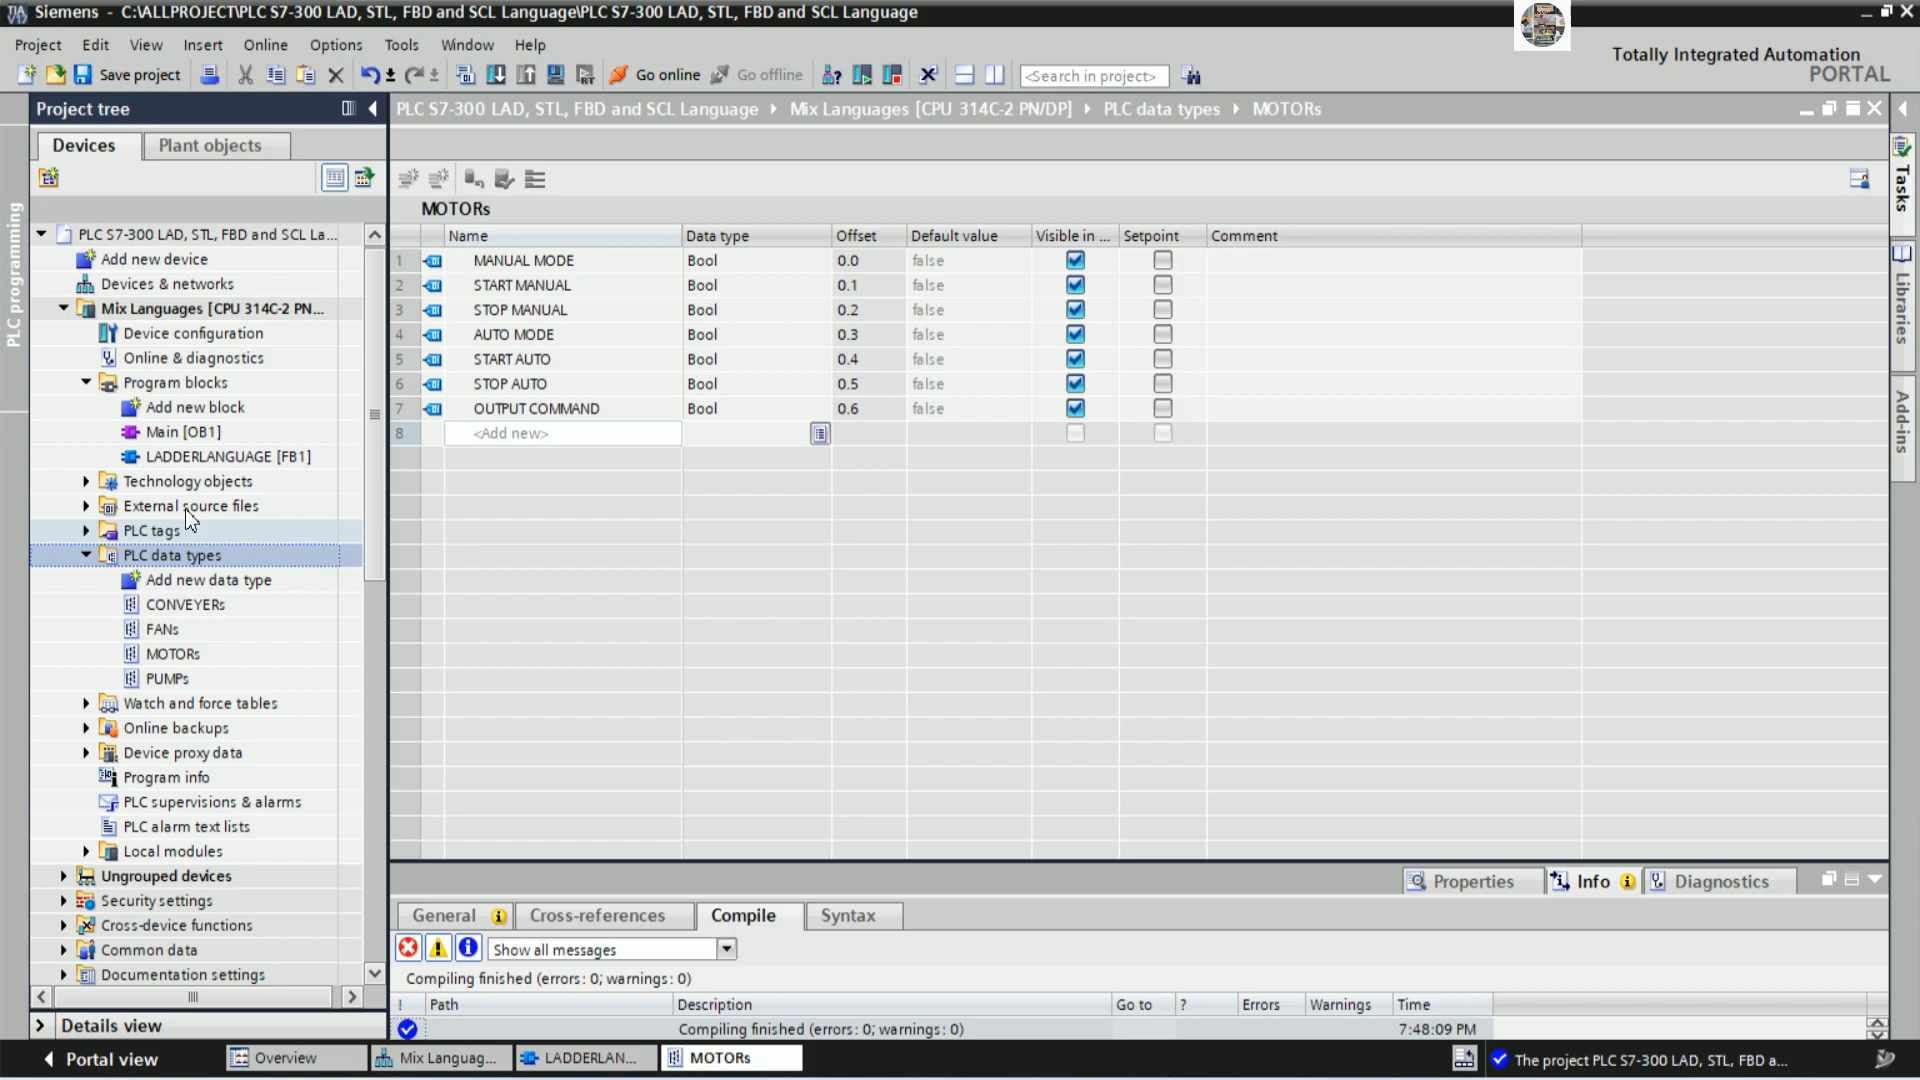 Siemens - C:\ALLPROJECT\PLC S7-300 LAD, STL, FBD and SCL Language\PLC S7-300 LAD, STL, FBD and SCL Language
Project Edit View Insert Online Options Tools Window Help
Totally Integrated Automation
PORTAL
Save project Go online Go offline <Search in project>
Project tree
PLC S7-300 LAD, STL, FBD and SCL Language Mix Languages [CPU 314C-2 PN/DP] PLC data types MOTORs
Devices Plant objects
PLC programming
PLC S7-300 LAD, STL, FBD and SCL La...
Add new device
Devices & networks
Mix Languages [CPU 314C-2 PN...
Device configuration
Online & diagnostics
Program blocks
Add new block
Main [OB1]
LADDERLANGUAGE [FB1]
Technology objects
External source files
PLC tags
PLC data types
Add new data type
CONVEYERs
FANs
MOTORs
PUMPs
Watch and force tables
Online backups
Device proxy data
Program info
PLC supervisions & alarms
PLC alarm text lists
Local modules
Ungrouped devices
Security settings
Cross-device functions
Common data
Documentation settings
Details view
MOTORs
Name Data type Offset Default value Visible in ... Setpoint Comment
1 MANUAL MODE Bool 0.0 false
2 START MANUAL Bool 0.1 false
3 STOP MANUAL Bool 0.2 false
4 AUTO MODE Bool 0.3 false
5 START AUTO Bool 0.4 false
6 STOP AUTO Bool 0.5 false
7 OUTPUT COMMAND Bool 0.6 false
8 <Add new>
Tasks
Libraries
Add-ins
Properties Info Diagnostics
General Cross-references Compile Syntax
Show all messages
Compiling finished (errors: 0; warnings: 0)
! Path Description Go to ? Errors Warnings Time
Compiling finished (errors: 0; warnings: 0) 7:48:09 PM
Portal view Overview Mix Languag... LADDERLAN... MOTORs The project PLC S7-300 LAD, STL, FBD a...